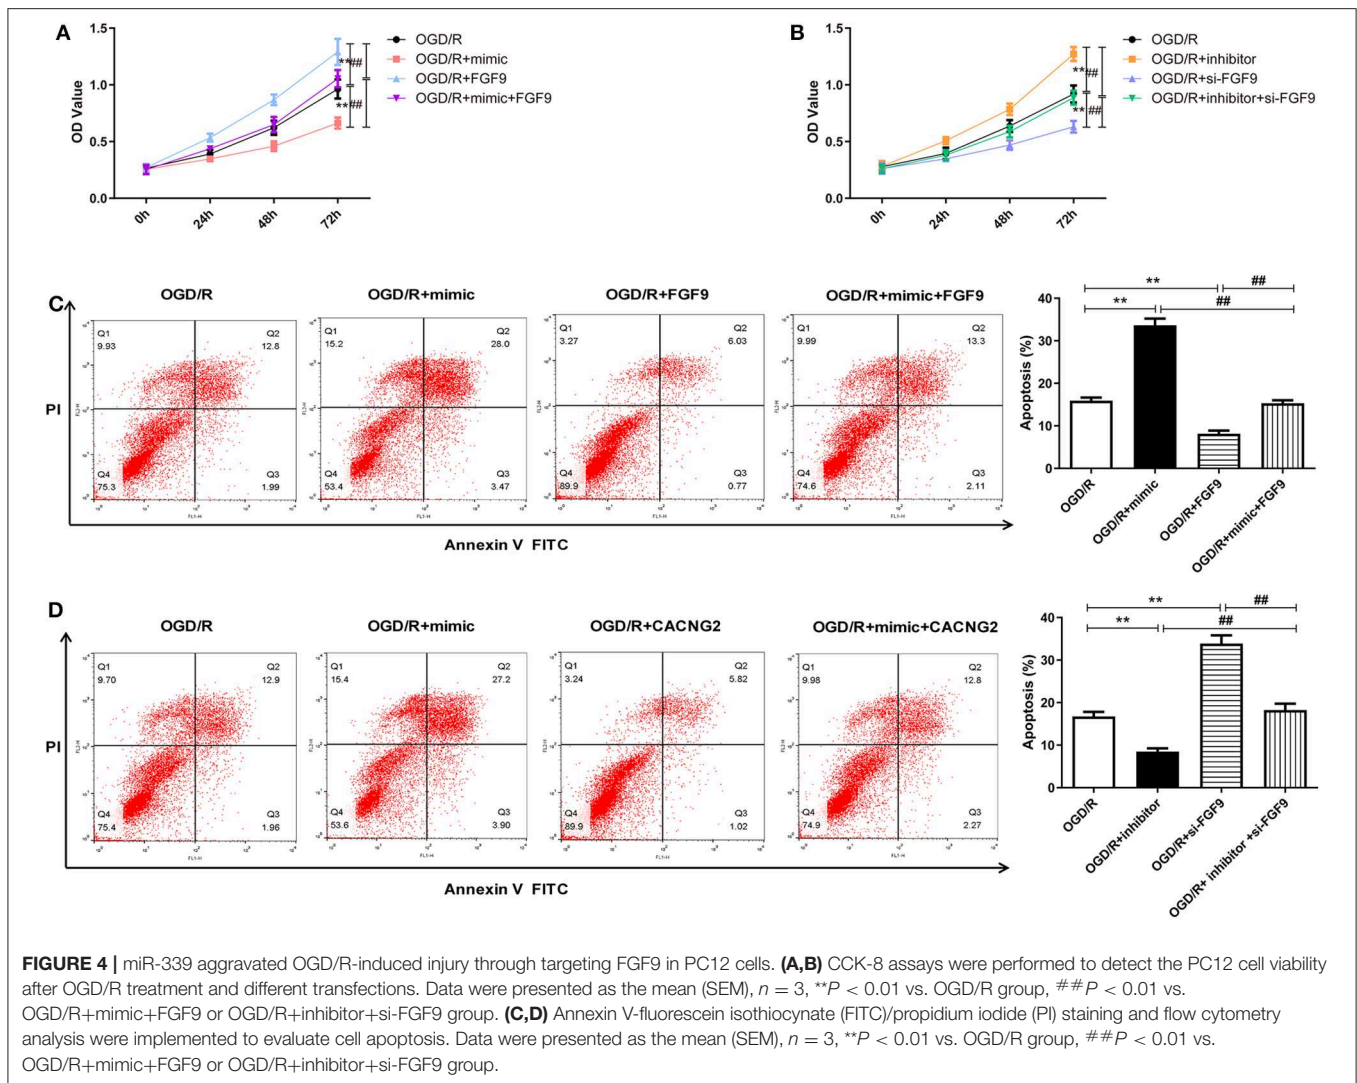 A
1.5
1.0
0.5
0.0
OD Value
0h
24h
48h
72h
OGD/R
OGD/R+mimic
OGD/R+FGF9
OGD/R+mimic+FGF9
**
##
**
##
B
1.5
1.0
0.5
0.0
OD Value
0h
24h
48h
72h
OGD/R
OGD/R+inhibitor
OGD/R+si-FGF9
OGD/R+inhibitor+si-FGF9
**
##
**
##
C
PI
OGD/R
Q1
9.93
Q2
12.8
Q4
75.3
Q3
1.99
FL1-H
OGD/R+mimic
Q1
15.2
Q2
28.0
Q4
53.4
Q3
3.47
FL1-H
OGD/R+FGF9
Q1
3.27
Q2
6.03
Q4
89.9
Q3
0.77
FL1-H
OGD/R+mimic+FGF9
Q1
9.99
Q2
13.3
Q4
74.6
Q3
2.11
FL1-H
Annexin V FITC
Apoptosis (%)
40
30
20
10
0
**
##
**
##
OGD/R
OGD/R+mimic
OGD/R+FGF9
OGD/R+mimic+FGF9
D
PI
OGD/R
Q1
9.70
Q2
12.9
Q4
75.4
Q3
1.96
FL1-H
OGD/R+mimic
Q1
15.4
Q2
27.2
Q4
53.6
Q3
3.90
FL1-H
OGD/R+CACNG2
Q1
3.24
Q2
5.82
Q4
89.9
Q3
1.02
FL1-H
OGD/R+mimic+CACNG2
Q1
9.98
Q2
12.8
Q4
74.9
Q3
2.27
FL1-H
Annexin V FITC
Apoptosis (%)
40
30
20
10
0
**
##
**
##
OGD/R
OGD/R+inhibitor
OGD/R+si-FGF9
OGD/R+ inhibitor +si-FGF9
FIGURE 4 | miR-339 aggravated OGD/R-induced injury through targeting FGF9 in PC12 cells. (A,B) CCK-8 assays were performed to detect the PC12 cell viability
after OGD/R treatment and different transfections. Data were presented as the mean (SEM), n = 3, **P < 0.01 vs. OGD/R group, ##P < 0.01 vs.
OGD/R+mimic+FGF9 or OGD/R+inhibitor+si-FGF9 group. (C,D) Annexin V-fluorescein isothiocynate (FITC)/propidium iodide (PI) staining and flow cytometry
analysis were implemented to evaluate cell apoptosis. Data were presented as the mean (SEM), n = 3, **P < 0.01 vs. OGD/R group, ##P < 0.01 vs.
OGD/R+mimic+FGF9 or OGD/R+inhibitor+si-FGF9 group.